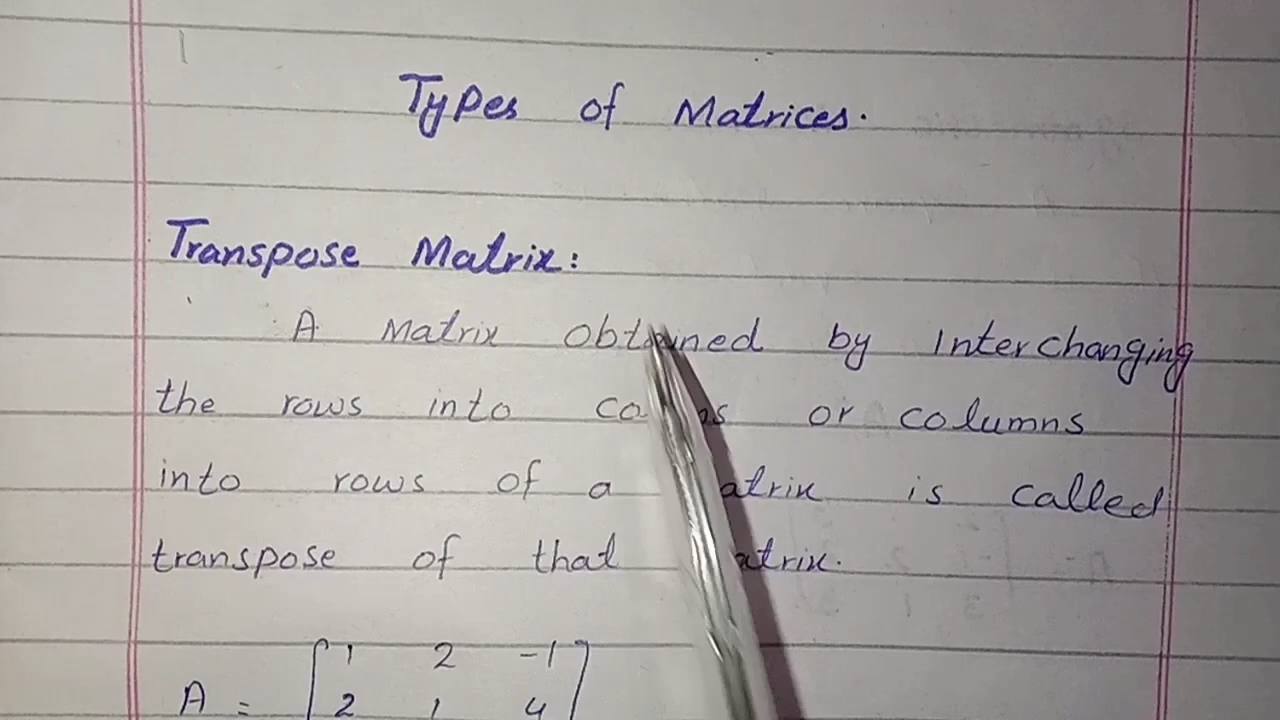 Types of Matrices.
Transpose Matrix:
A Matrix Obtained by Interchanging
the rows into or columns
into rows of a is called
transpose of that
A = [ 1 2 -1 ]
2 1 4